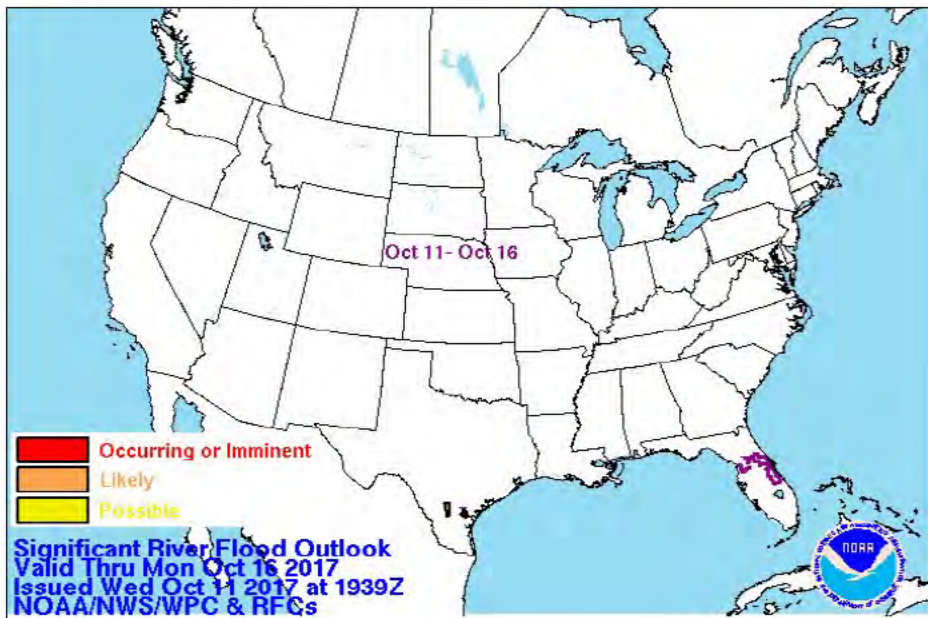 Oct 11- Oct 16
Occurring or Imminent
Likely
Possible
Significant River Flood Outlook
Valid Thru Mon Oct 16 2017
Issued Wed Oct 11 2017 at 1939Z
NOAA/NWS/WPC & RFCs
NOAA